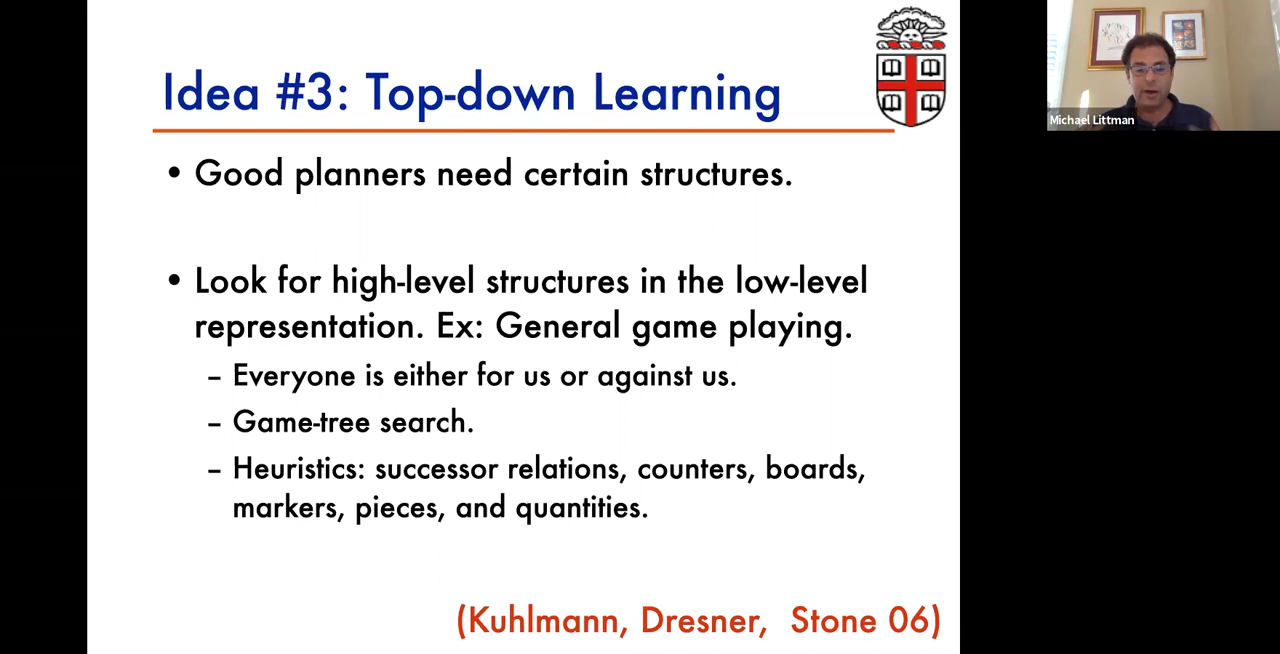 Idea #3: Top-down Learning
Michael Littman
• Good planners need certain structures.
• Look for high-level structures in the low-level
representation. Ex: General game playing.
– Everyone is either for us or against us.
– Game-tree search.
– Heuristics: successor relations, counters, boards,
markers, pieces, and quantities.
(Kuhlmann, Dresner, Stone 06)